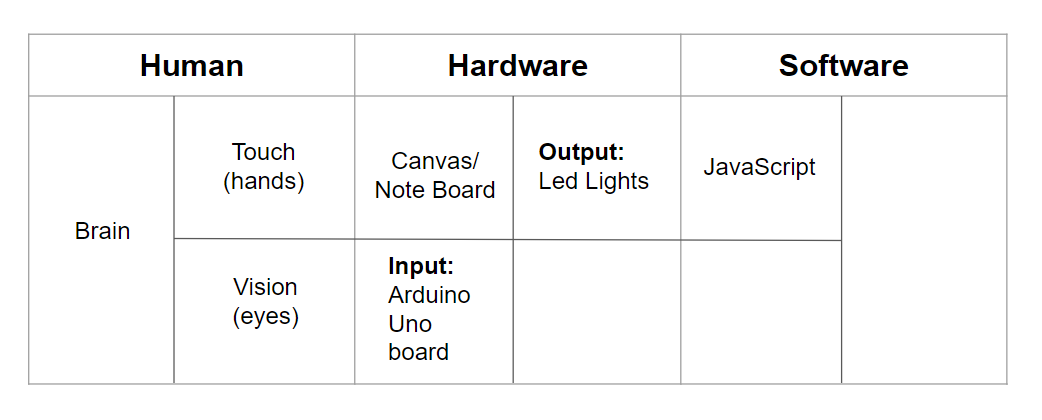 Human
Hardware
Software
Brain
Touch
(hands)
Canvas/
Note Board
Output:
Led Lights
JavaScript
Vision
(eyes)
Input:
Arduino
Uno
board